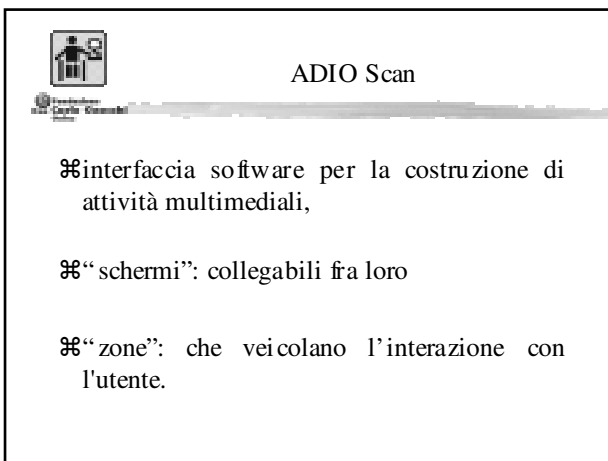 ADIO Scan
Fondazione
⌘interfaccia software per la costruzione di
attività multimediali,
⌘“schermi”: collegabili fra loro
⌘“zone”: che veicolano l’interazione con
l'utente.